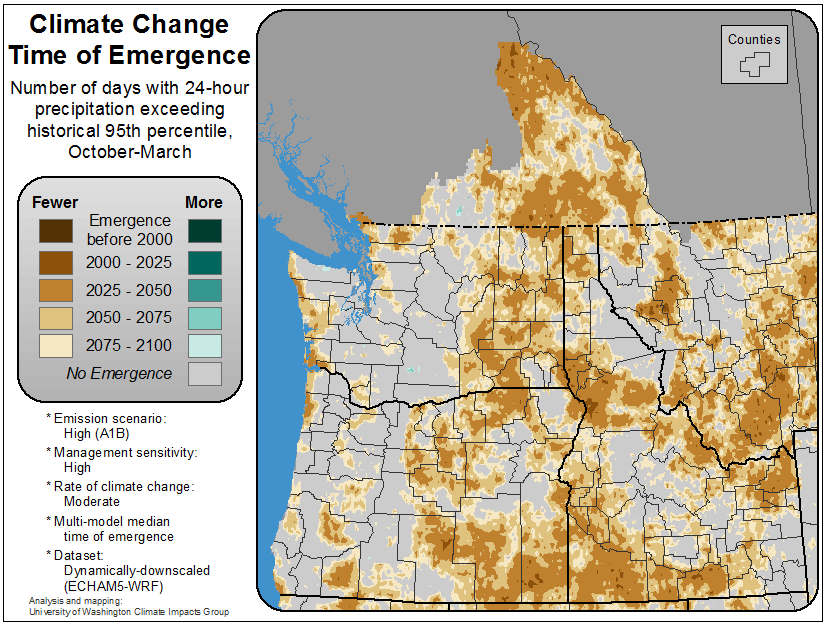 Climate Change
Time of Emergence
Number of days with 24-hour
precipitation exceeding
historical 95th percentile,
October-March
Fewer More
Emergence
before 2000
2000 - 2025
2025 - 2050
2050 - 2075
2075 - 2100
No Emergence
* Emission scenario:
High (A1B)
* Management sensitivity:
High
* Rate of climate change:
Moderate
* Multi-model median
time of emergence
* Dataset:
Dynamically-downscaled
(ECHAM5-WRF)
Analysis and mapping:
University of Washington Climate Impacts Group
Counties